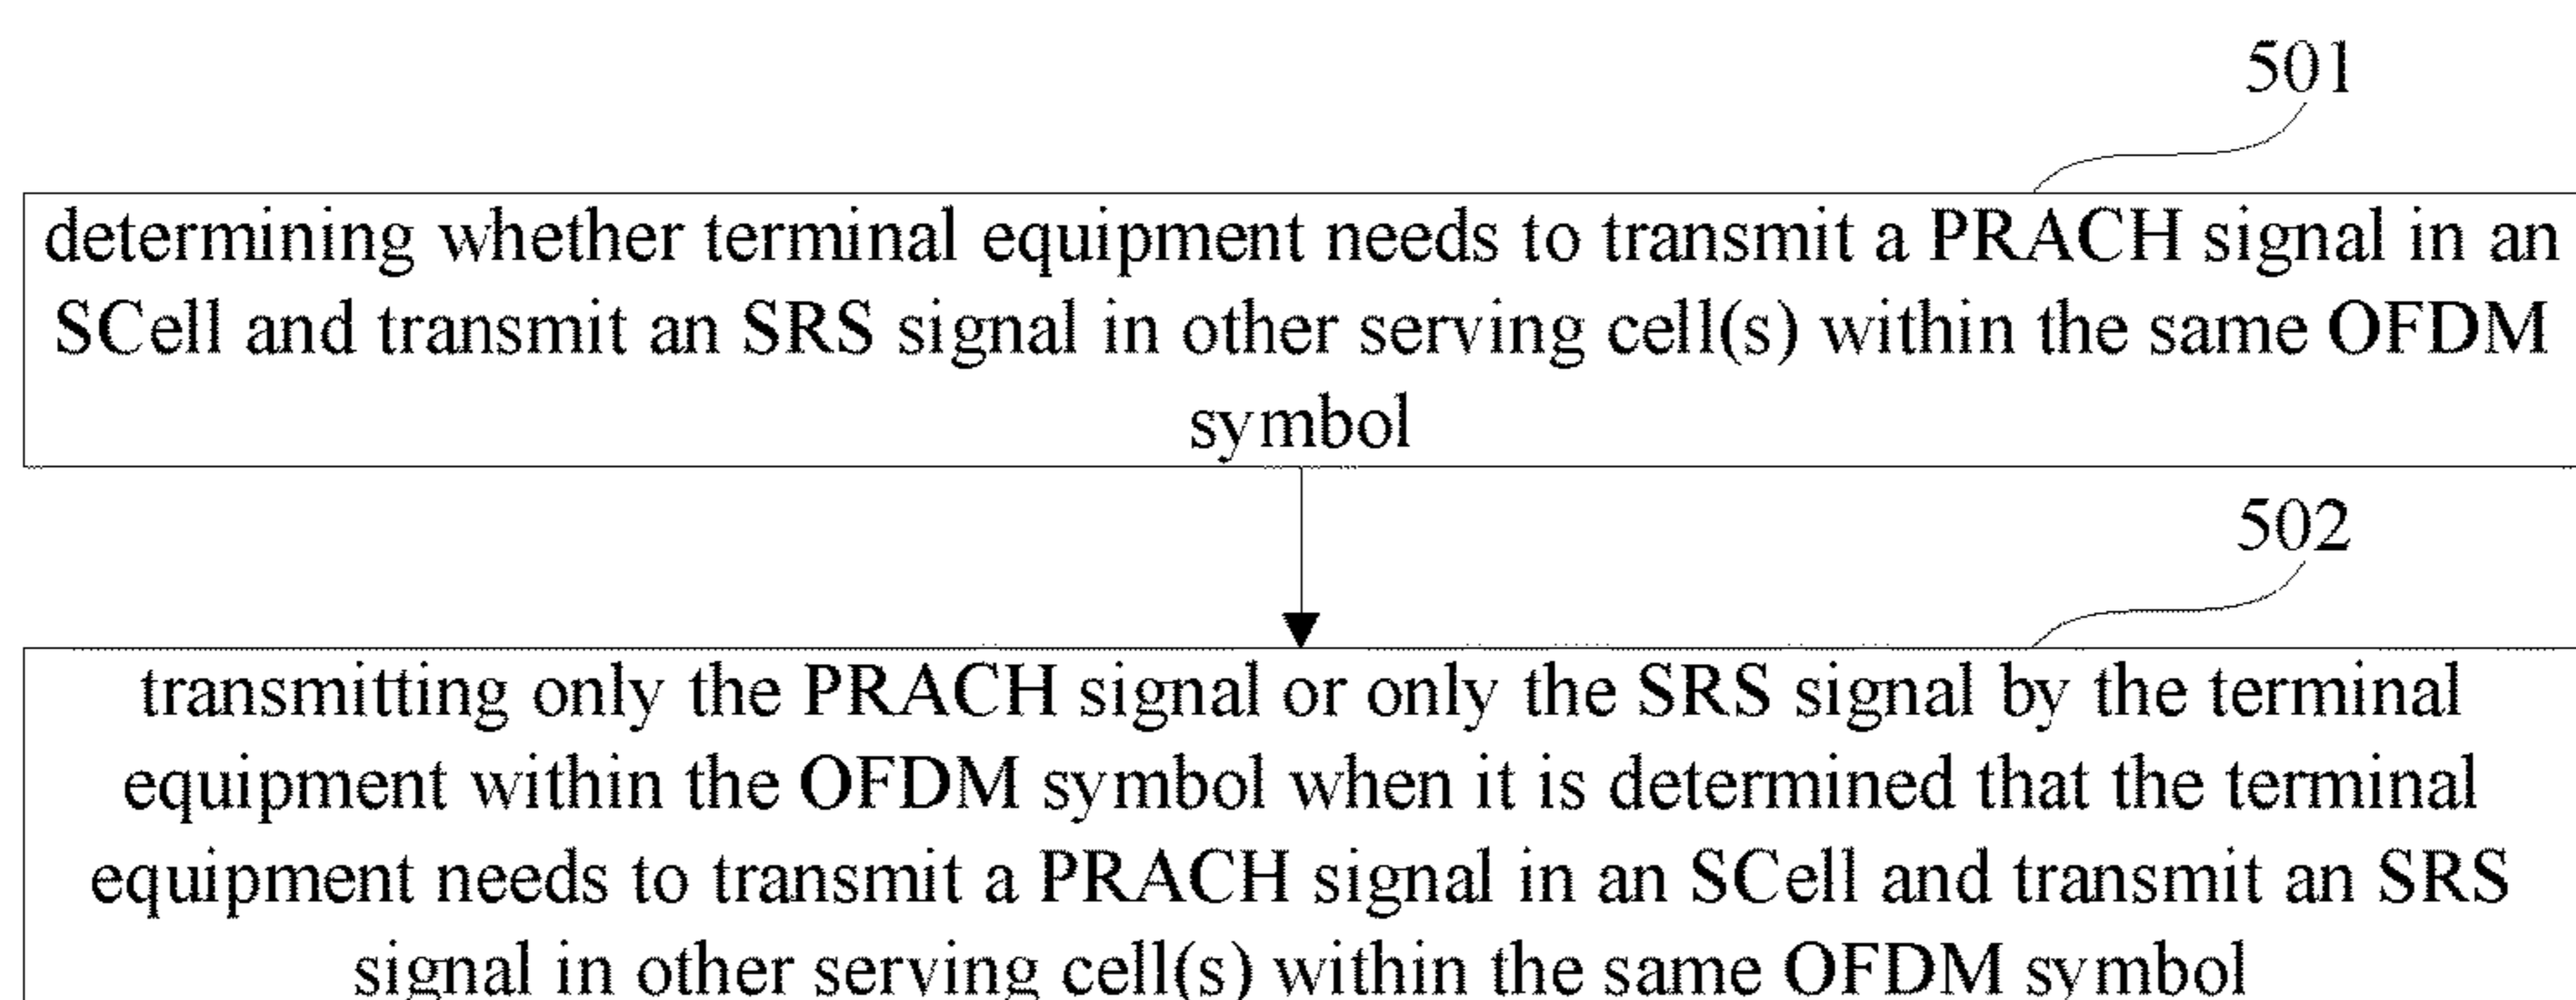 501
determining whether terminal equipment needs to transmit a PRACH signal in an
SCell and transmit an SRS signal in other serving cell(s) within the same OFDM
symbol
502
transmitting only the PRACH signal or only the SRS signal by the terminal
equipment within the OFDM symbol when it is determined that the terminal
equipment needs to transmit a PRACH signal in an SCell and transmit an SRS
signal in other serving cell(s) within the same OFDM symbol